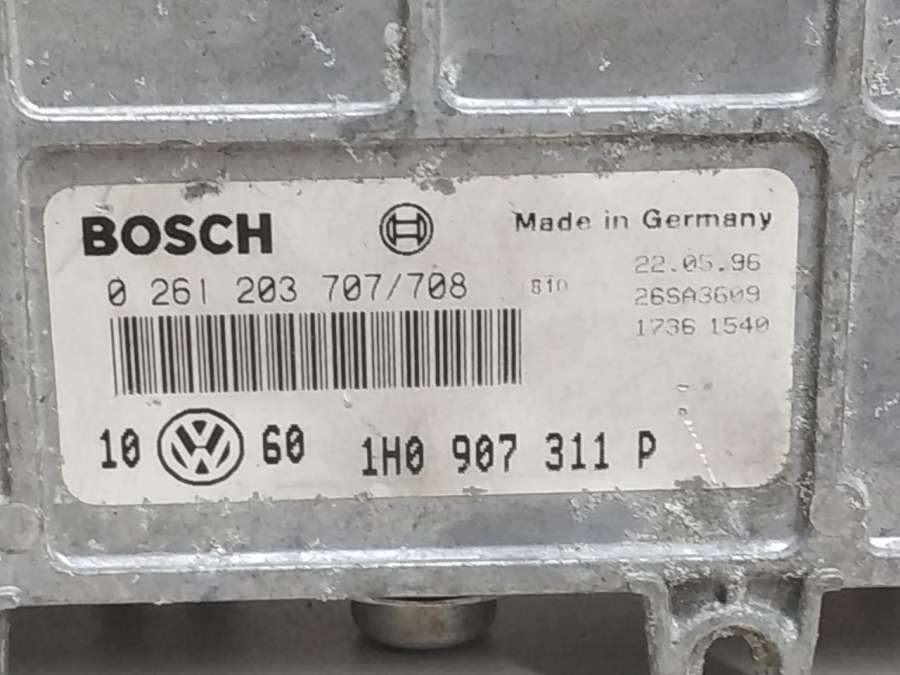 BOSCH
Made in Germany
0 261 203 707/708
810
22.05.96
26SA3609
1736 1540
10 VW 60 1H0 907 311 P